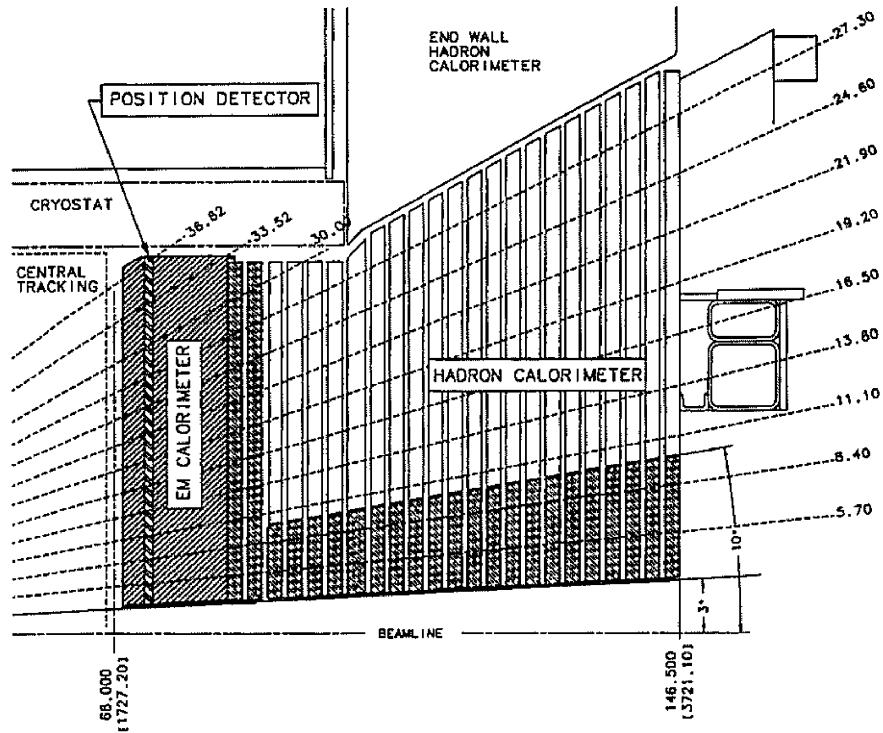 END WALL
HADRON
CALORIMETER
POSITION DETECTOR
CRYOSTAT
CENTRAL
TRACKING
EM CALORIMETER
HADRON CALORIMETER
36.82
33.52
27.30
24.60
21.90
19.20
16.50
13.80
11.10
8.40
5.70
10°
3°
BEAMLINE
68.000
[1727.20]
146.500
[3721.10]